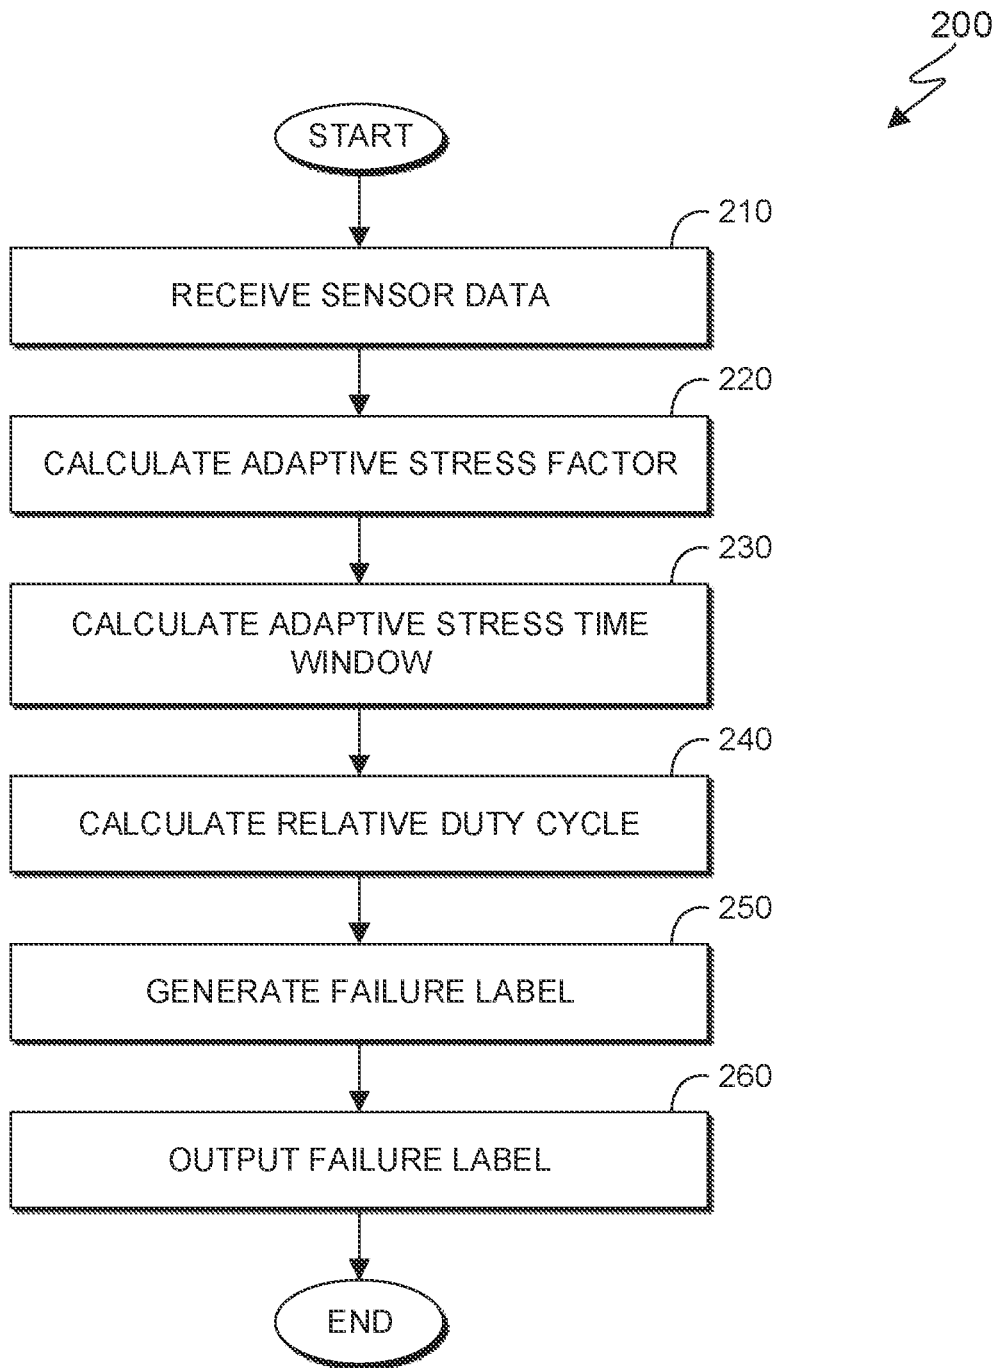 200
START
210
RECEIVE SENSOR DATA
220
CALCULATE ADAPTIVE STRESS FACTOR
230
CALCULATE ADAPTIVE STRESS TIME
WINDOW
240
CALCULATE RELATIVE DUTY CYCLE
250
GENERATE FAILURE LABEL
260
OUTPUT FAILURE LABEL
END